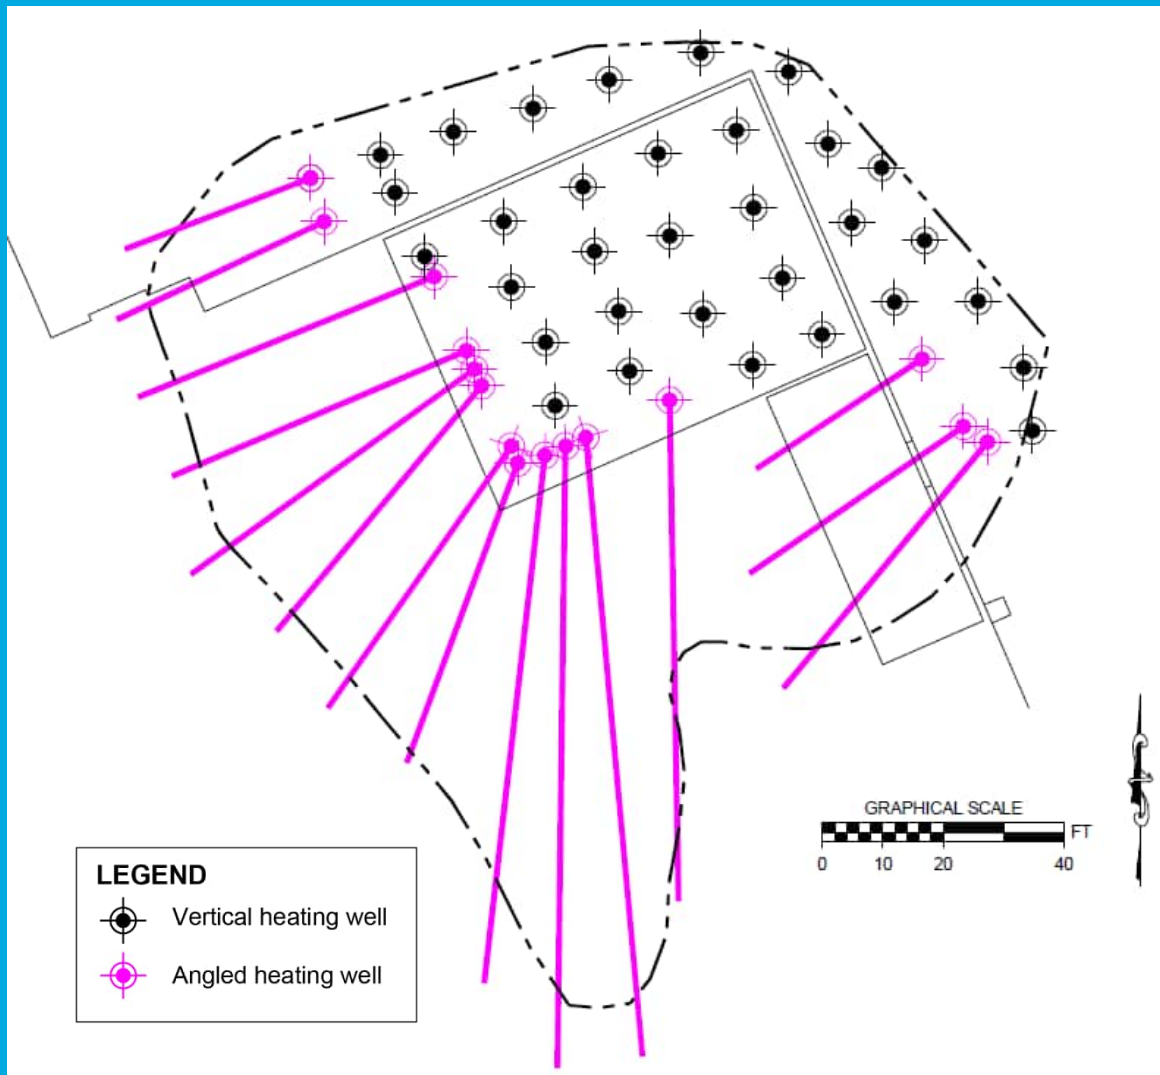 GRAPHICAL SCALE
FT
0 10 20 40
LEGEND
Vertical heating well
Angled heating well